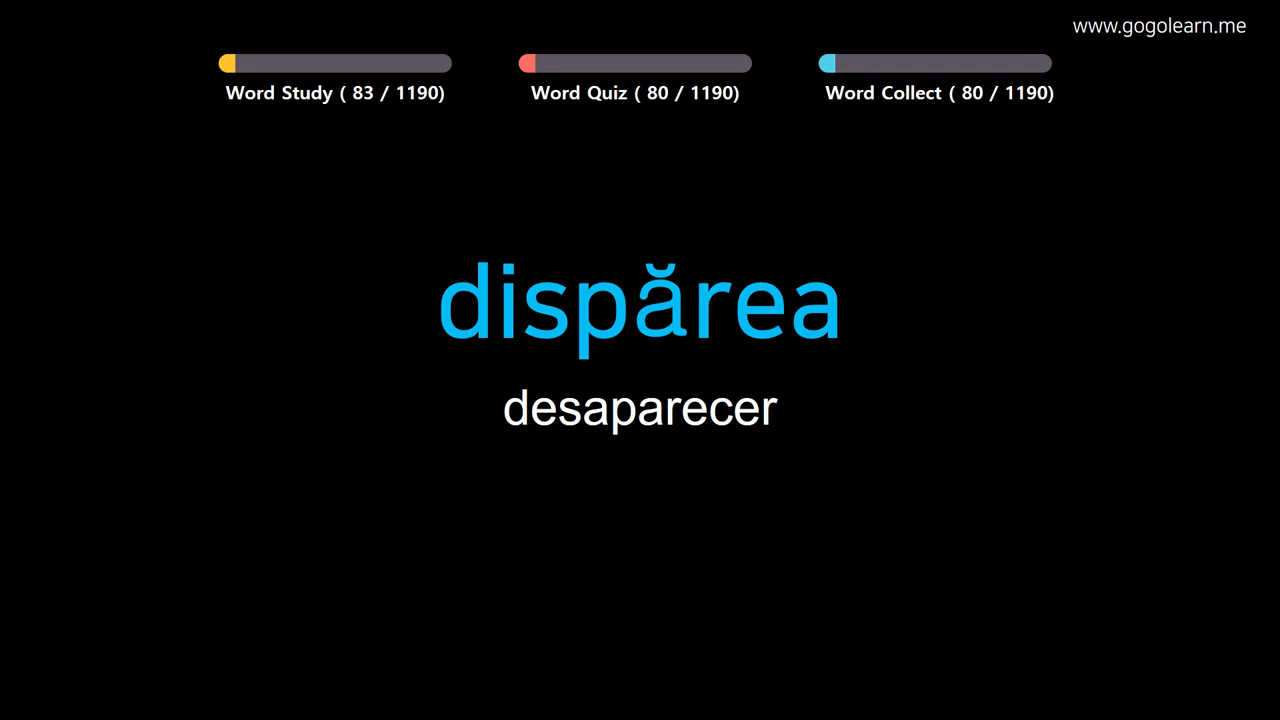 www.gogolearn.me
Word Study ( 83 / 1190)
Word Quiz ( 80 / 1190)
Word Collect ( 80 / 1190)
dispărea
desaparecer